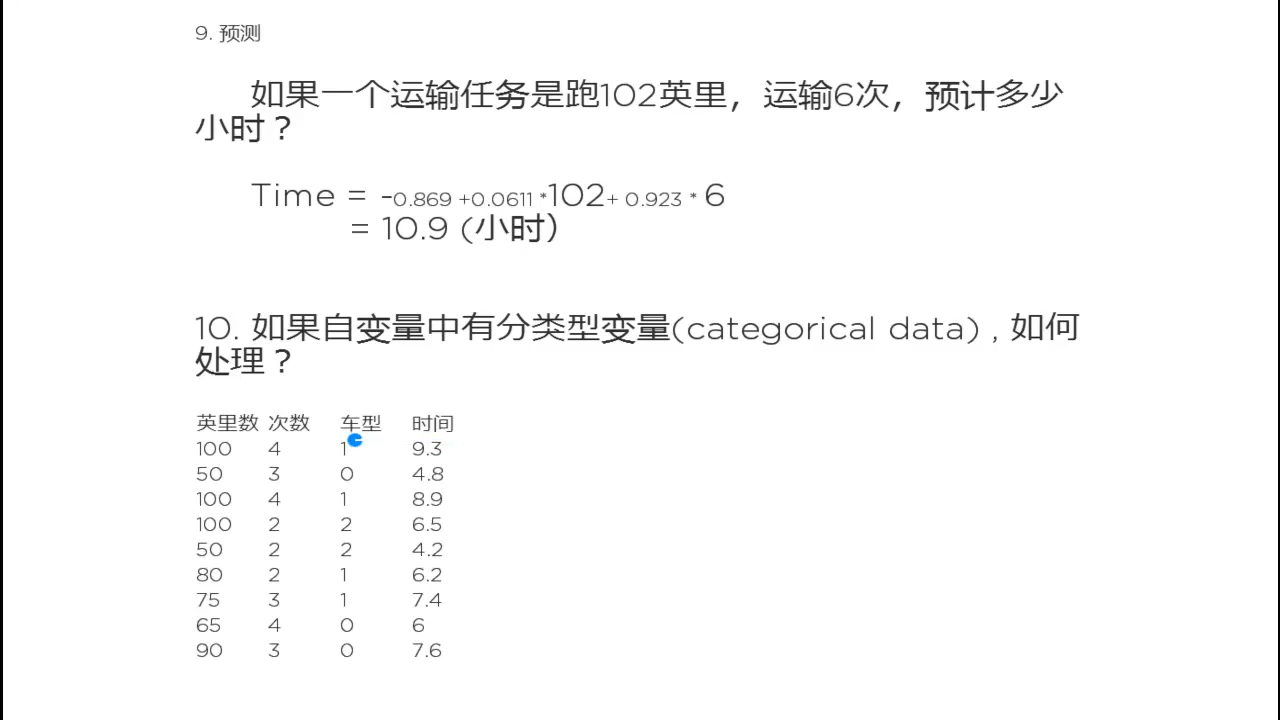 9. 预测
如果一个运输任务是跑102英里，运输6次，预计多少
小时？
Time = -0.869 +0.0611 *102+ 0.923 * 6
= 10.9 (小时）
10. 如果自变量中有分类型变量(categorical data) , 如何
处理？
英里数 次数 车型 时间
100 4 1 9.3
50 3 0 4.8
100 4 1 8.9
100 2 2 6.5
50 2 2 4.2
80 2 1 6.2
75 3 1 7.4
65 4 0 6
90 3 0 7.6